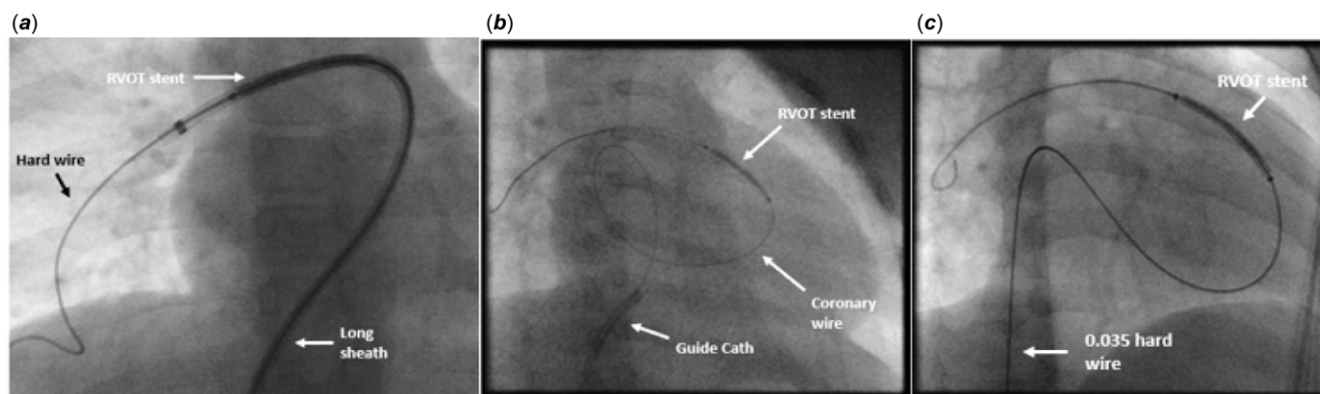 (a)
(b)
(c)
RVOT stent
Hard wire
Long
sheath
RVOT stent
Coronary
wire
Guide Cath
RVOT stent
0.035 hard
wire